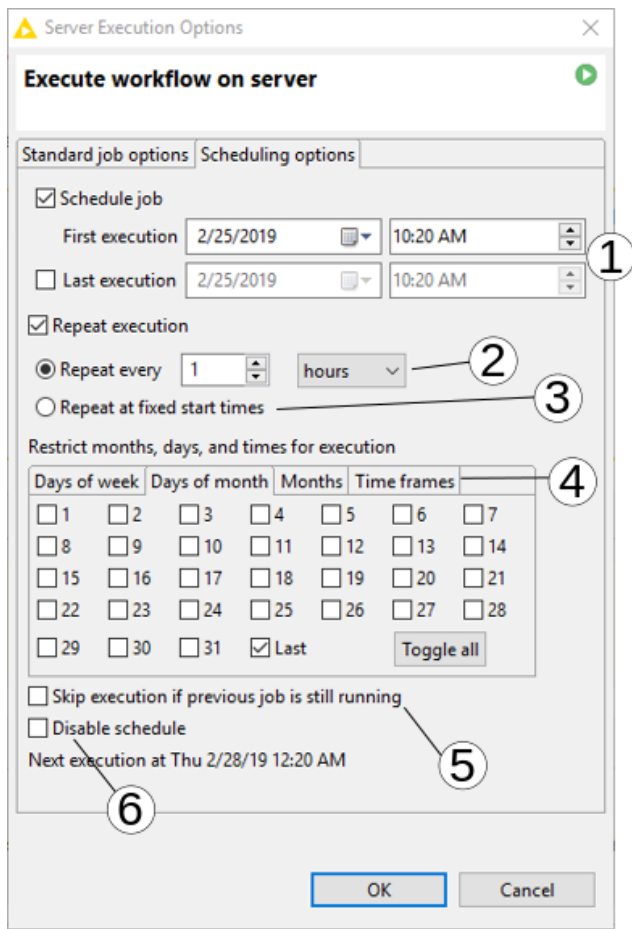 Server Execution Options
Execute workflow on server
Standard job options Scheduling options
Schedule job
First execution 2/25/2019 10:20 AM
1
Last execution 2/25/2019 10:20 AM
Repeat execution
Repeat every 1 hours 2
Repeat at fixed start times 3
Restrict months, days, and times for execution
Days of week Days of month Months Time frames 4
1 2 3 4 5 6 7
8 9 10 11 12 13 14
15 16 17 18 19 20 21
22 23 24 25 26 27 28
29 30 31 Last Toggle all
Skip execution if previous job is still running
Disable schedule 5
Next execution at Thu 2/28/19 12:20 AM
6
OK Cancel